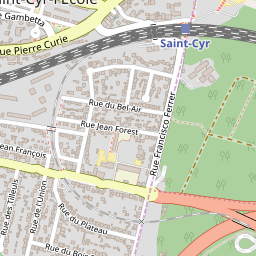 Gambetta
Saint-Cyr-l'École
Rue Pierre Curie
Saint-Cyr
Rue du Bel-Air
Rue Jean Forest
Rue Francisco Ferrer
Jean François
Rue des Tilleuls
Rue de l'Union
Rue du Plateau
Rue du Bois